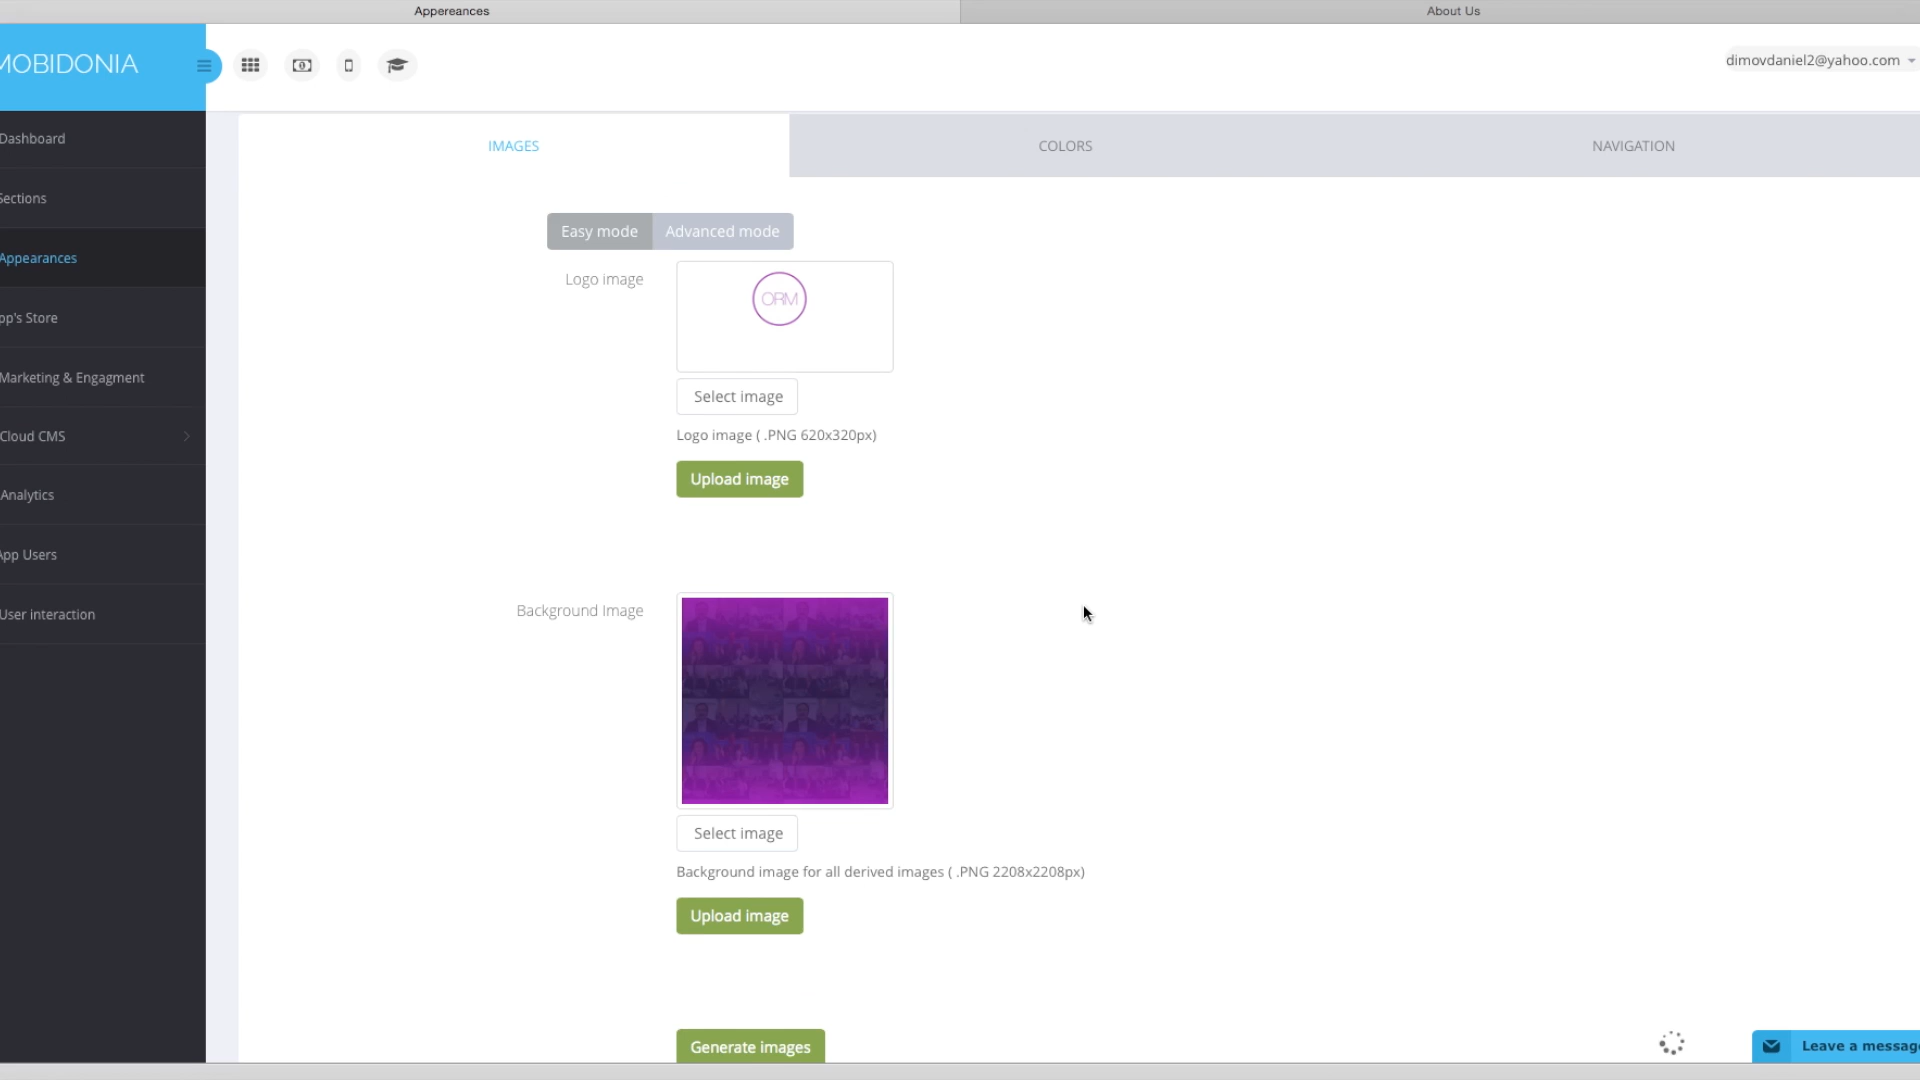 Appereances
About Us
MOBIDONIA
dimovdaniel2@yahoo.com
Dashboard
Sections
Appearances
pp's Store
Marketing & Engagment
Cloud CMS
Analytics
App Users
User interaction
IMAGES
COLORS
NAVIGATION
Easy mode
Advanced mode
Logo image
ORM
Select image
Logo image ( .PNG 620x320px)
Upload image
Background Image
Select image
Background image for all derived images ( .PNG 2208x2208px)
Upload image
Generate images
Leave a message